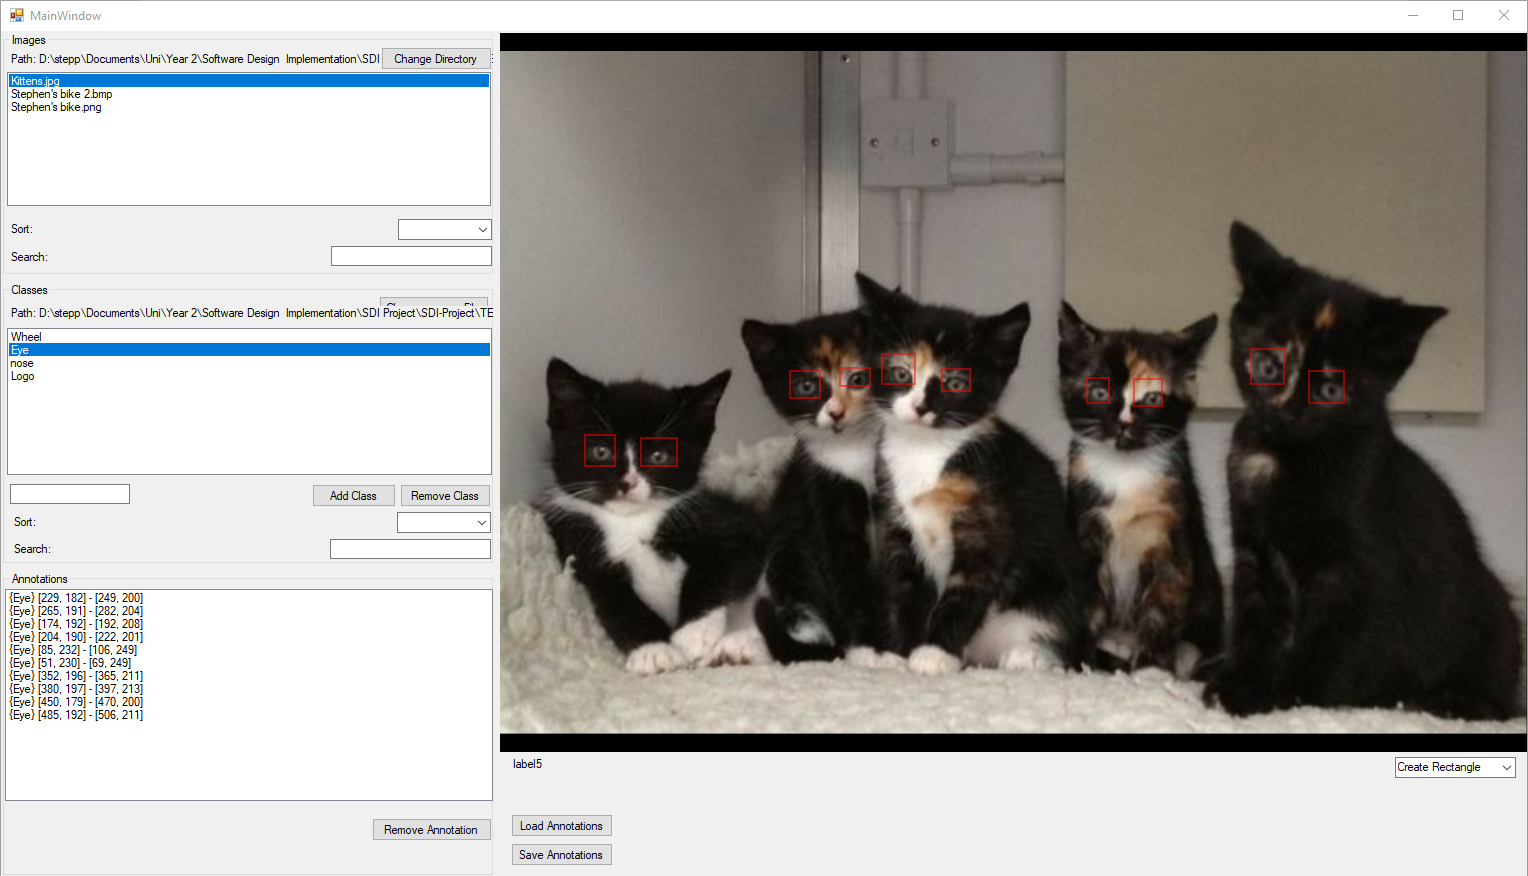 MainWindow
Images
Path: D:\stepp\Documents\Uni\Year 2\Software Design  Implementation\SDI
Change Directory
Kittens.jpg
Stephen's bike 2.bmp
Stephen's bike.png
Sort:
Search:
Classes
Path: D:\stepp\Documents\Uni\Year 2\Software Design  Implementation\SDI Project\SDI-Project\TE
Wheel
Eye
nose
Logo
Add Class
Remove Class
Sort:
Search:
Annotations
{Eye} [229, 182] - [249, 200]
{Eye} [265, 191] - [282, 204]
{Eye} [174, 192] - [192, 208]
{Eye} [204, 190] - [222, 201]
{Eye} [85, 232] - [106, 249]
{Eye} [51, 230] - [69, 249]
{Eye} [352, 196] - [365, 211]
{Eye} [380, 197] - [397, 213]
{Eye} [450, 179] - [470, 200]
{Eye} [485, 192] - [506, 211]
Remove Annotation
label5
Create Rectangle
Load Annotations
Save Annotations